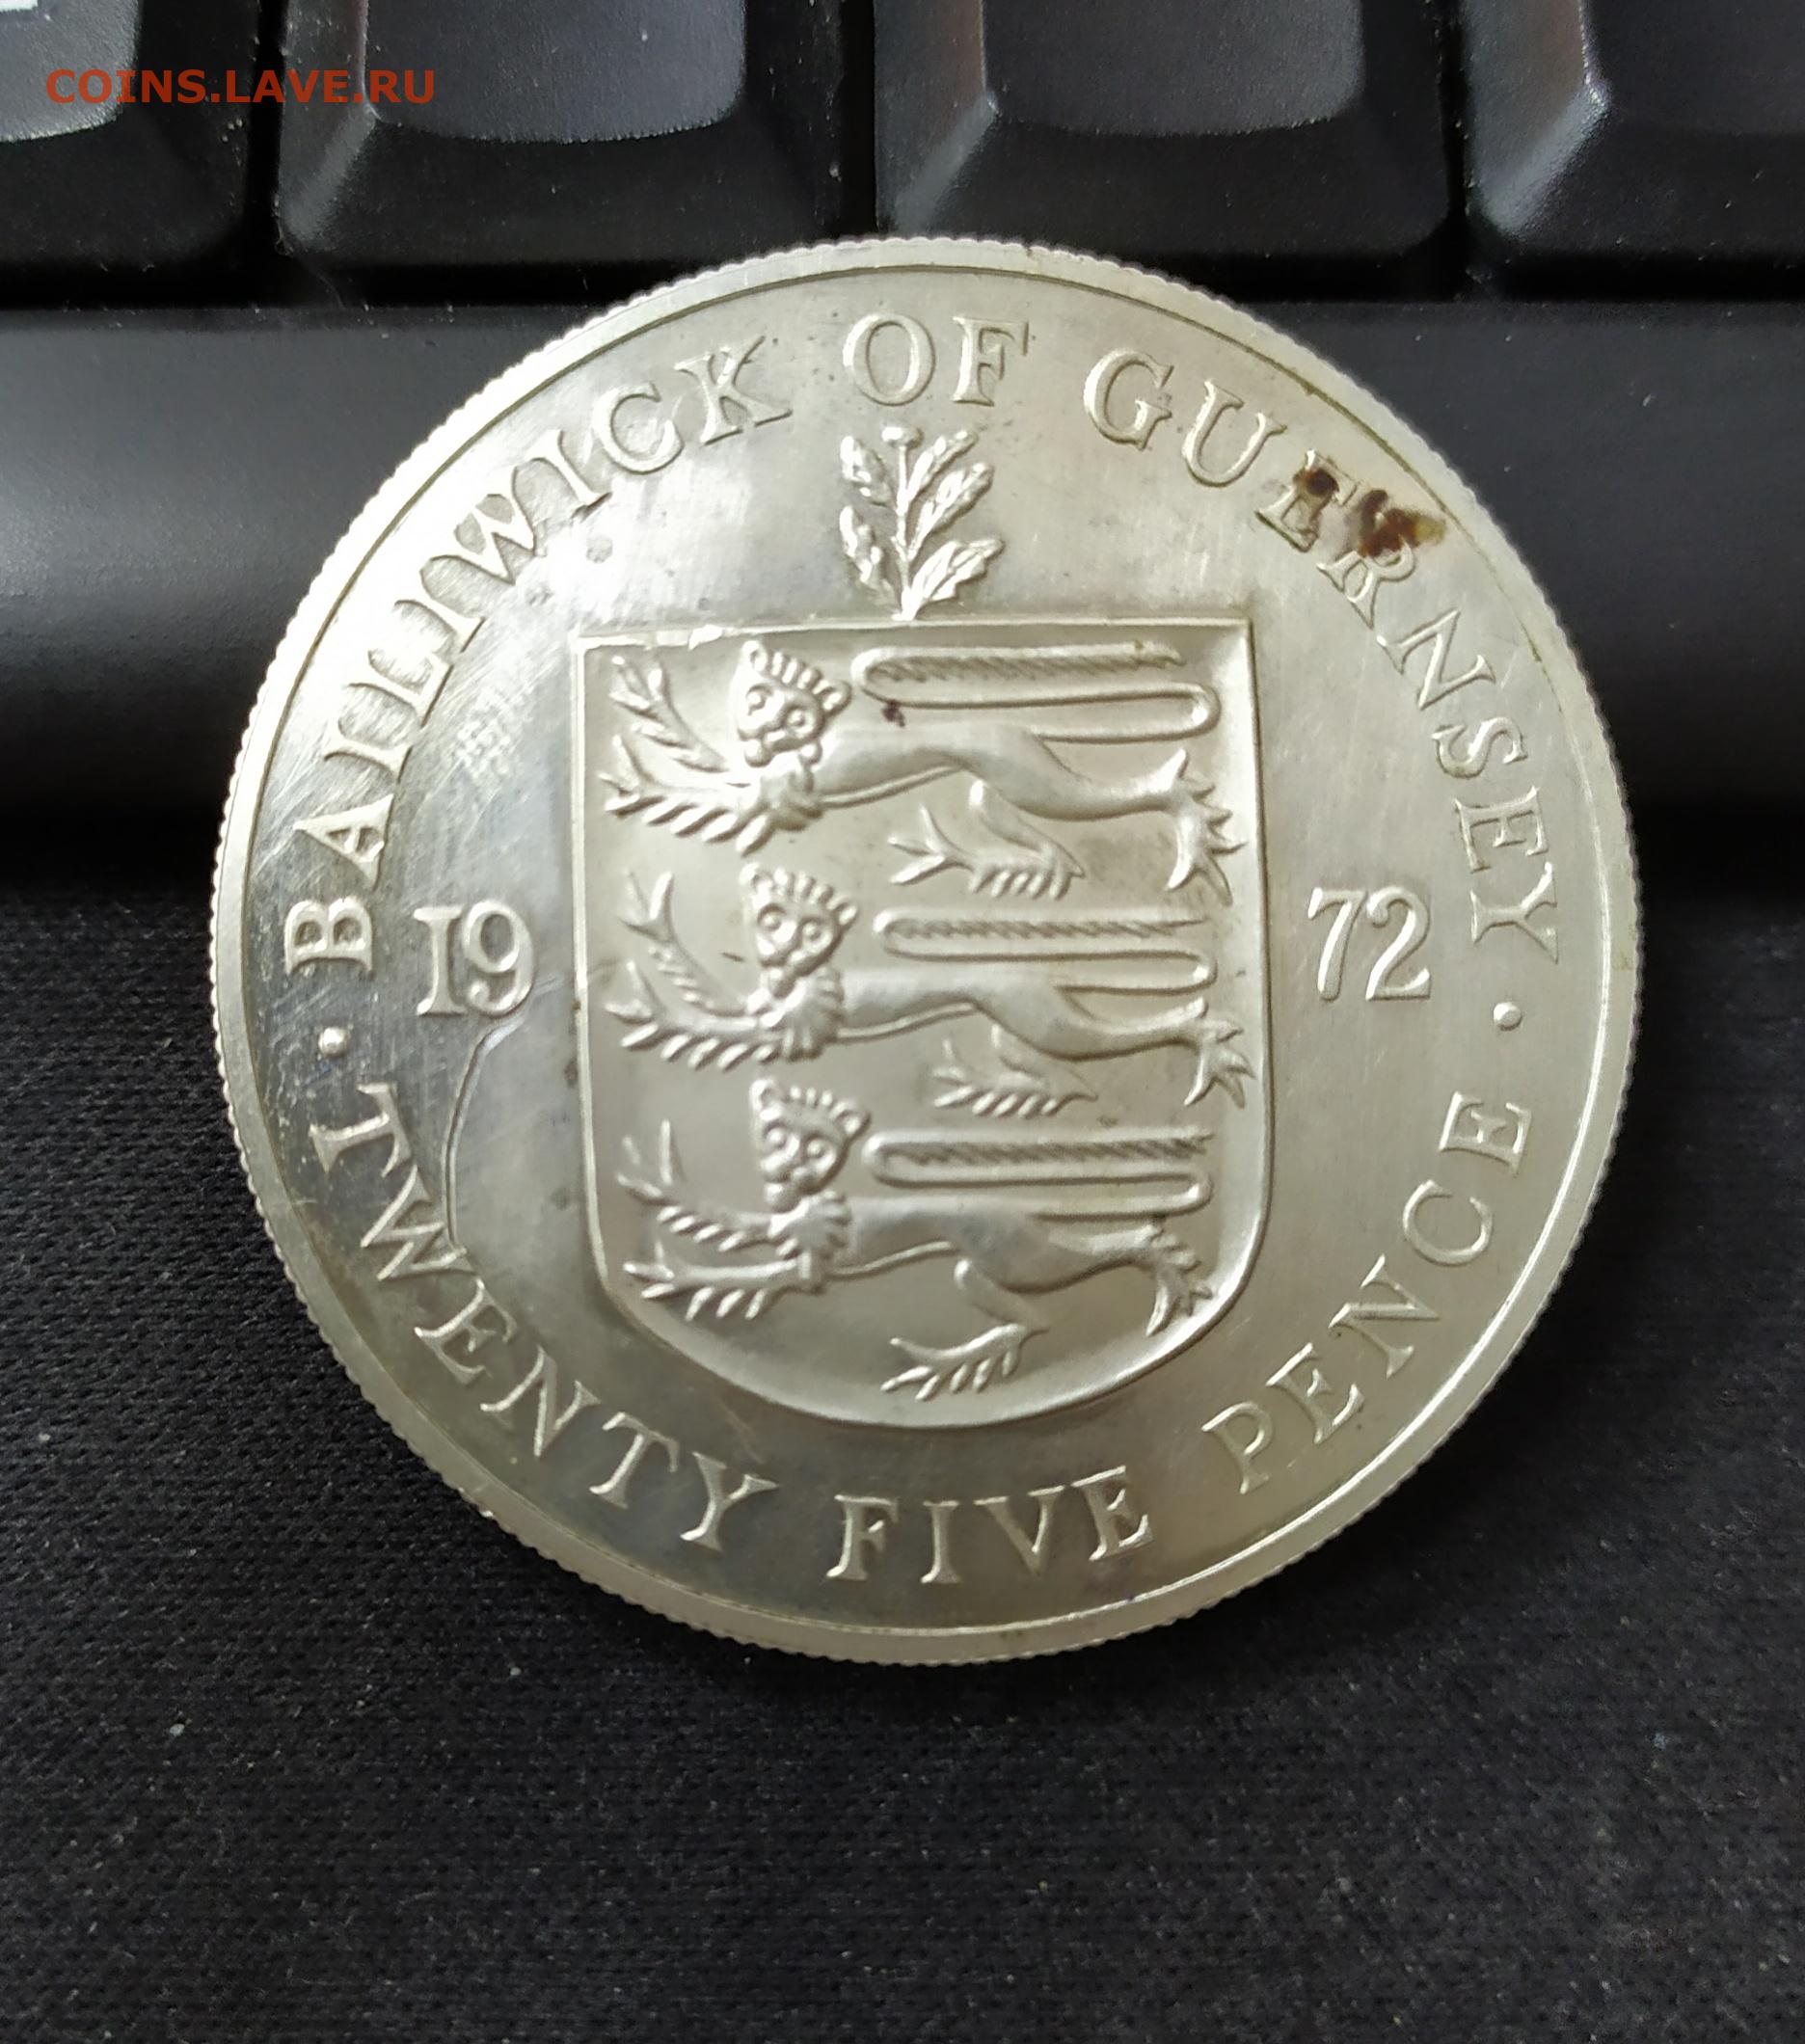 COINS.LAVE.RU
BAILIWICK OF GUERNSEY
19 72
· TWENTY FIVE PENCE ·